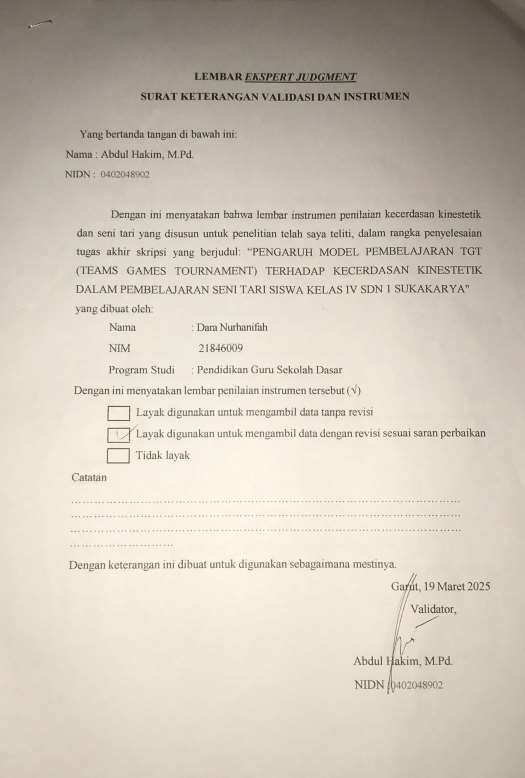 LEMBAR EKSPERT JUDGMENT
SURAT KETERANGAN VALIDASI DAN INSTRUMEN
Yang bertanda tangan di bawah ini:
Nama : Abdul Hakim, M.Pd.
NIDN : 0402048902
Dengan ini menyatakan bahwa lembar instrumen penilaian kecerdasan kinestetik
dan seni tari yang disusun untuk penelitian telah saya teliti, dalam rangka penyelesaian
tugas akhir skripsi yang berjudul: "PENGARUH MODEL PEMBELAJARAN TGT
(TEAMS GAMES TOURNAMENT) TERHADAP KECERDASAN KINESTETIK
DALAM PEMBELAJARAN SENI TARI SISWA KELAS IV SDN 1 SUKAKARYA"
yang dibuat oleh:
Nama : Dara Nurhanifah
NIM 21846009
Program Studi : Pendidikan Guru Sekolah Dasar
Dengan ini menyatakan lembar penilaian instrumen tersebut (√)
Layak digunakan untuk mengambil data tanpa revisi
✓ Layak digunakan untuk mengambil data dengan revisi sesuai saran perbaikan
Tidak layak
Catatan
Dengan keterangan ini dibuat untuk digunakan sebagaimana mestinya.
Garut, 19 Maret 2025
Validator,
Abdul Hakim, M.Pd.
NIDN :0402048902